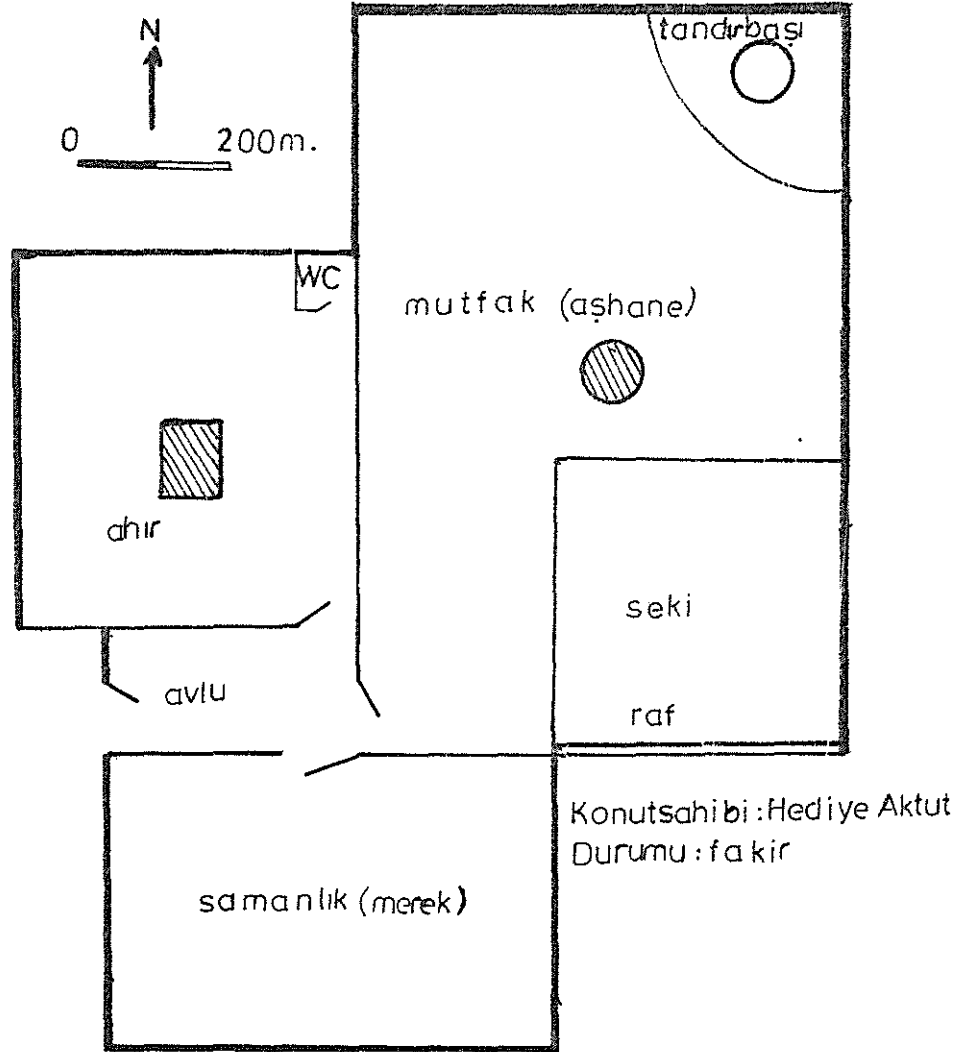 N
0 200m.
tandırbaşı
WC
mutfak (aşhane)
ahır
seki
avlu
raf
Konutsahibi: Hediye Aktut
Durumu: fakir
samanlık (merek)